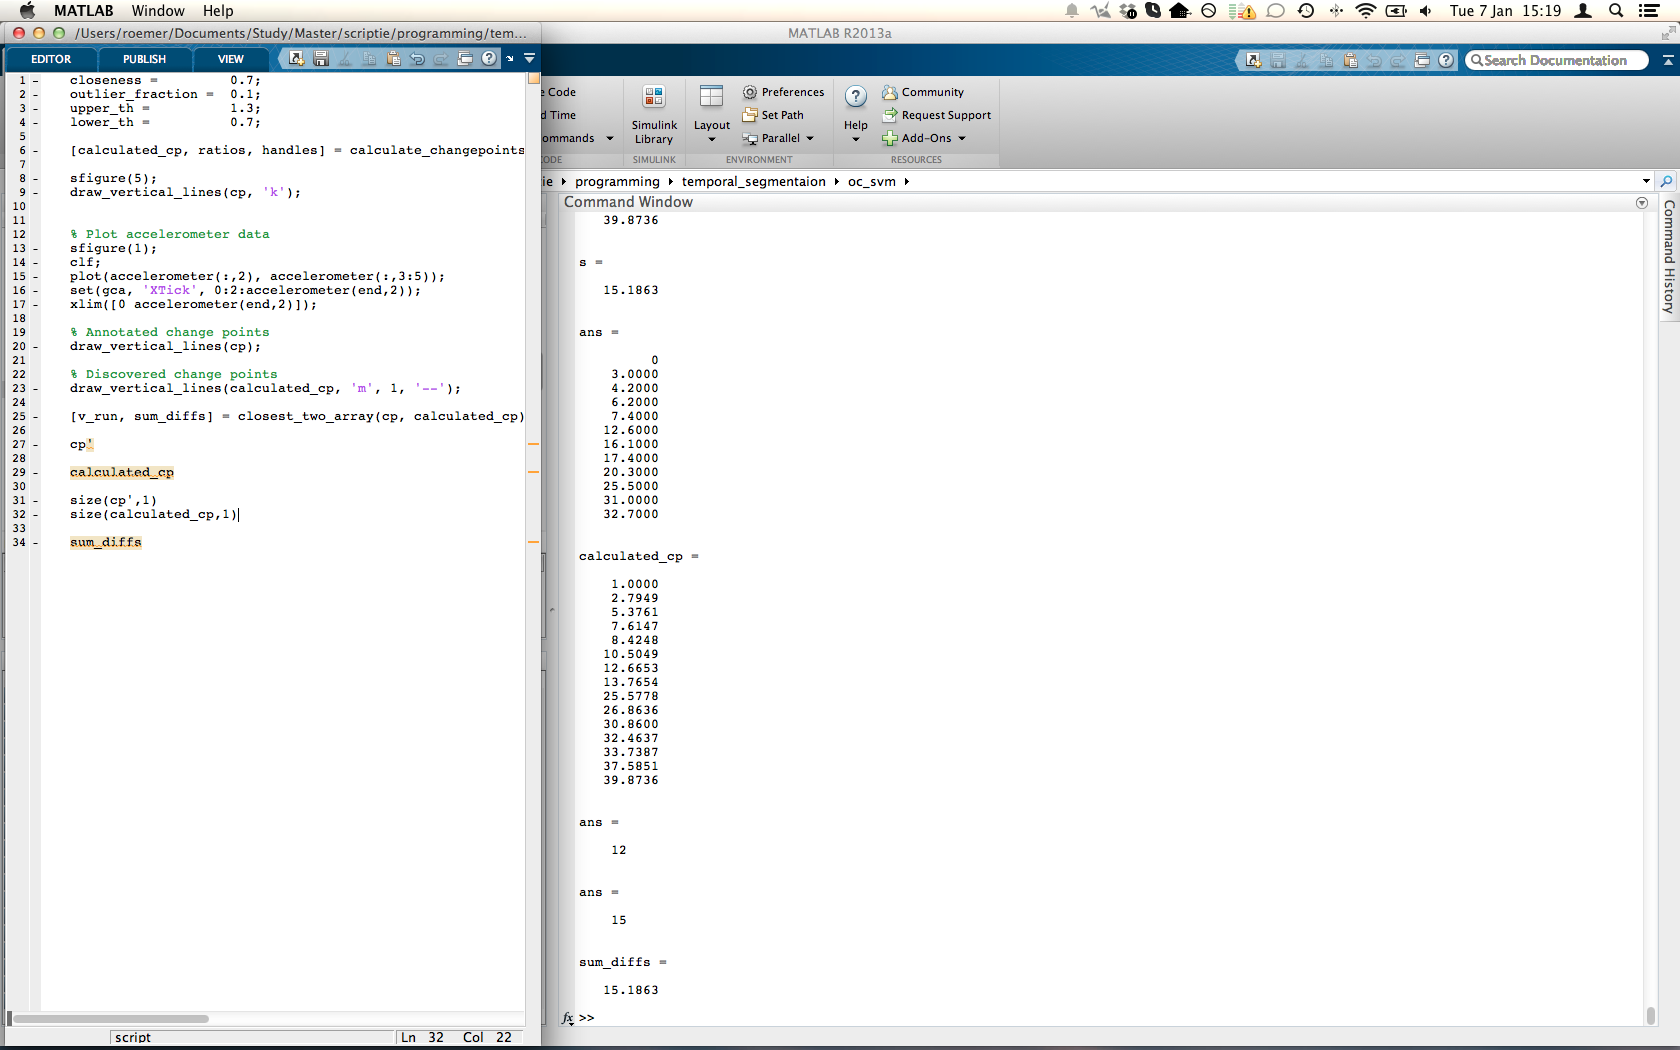 MATLAB Window Help
Tue 7 Jan 15:19
/Users/roemer/Documents/Study/Master/scriptie/programming/tem...
MATLAB R2013a
EDITOR PUBLISH VIEW
Search Documentation
1 - closeness = 0.7;
2 - outlier_fraction = 0.1;
3 - upper_th = 1.3;
4 - lower_th = 0.7;
5
6 - [calculated_cp, ratios, handles] = calculate_changepoints
7
8 - sfigure(5);
9 - draw_vertical_lines(cp, 'k');
10
11
12 % Plot accelerometer data
13 - sfigure(1);
14 - clf;
15 - plot(accelerometer(:,2), accelerometer(:,3:5));
16 - set(gca, 'XTick', 0:2:accelerometer(end,2));
17 - xlim([0 accelerometer(end,2)]);
18
19 % Annotated change points
20 - draw_vertical_lines(cp);
21
22 % Discovered change points
23 - draw_vertical_lines(calculated_cp, 'm', 1, '--');
24
25 - [v_run, sum_diffs] = closest_two_array(cp, calculated_cp)
26
27 - cp'
28
29 - calculated_cp
30
31 - size(cp',1)
32 - size(calculated_cp,1)
33
34 - sum_diffs
script
Ln 32 Col 22
e Code
d Time
ommands
ODE
Simulink
Library
SIMULINK
Layout
Preferences
Set Path
Parallel
ENVIRONMENT
Help
Community
Request Support
Add-Ons
RESOURCES
ie programming temporal_segmentaion oc_svm
Command Window
Command History
39.8736
s =
15.1863
ans =
0
3.0000
4.2000
6.2000
7.4000
12.6000
16.1000
17.4000
20.3000
25.5000
31.0000
32.7000
calculated_cp =
1.0000
2.7949
5.3761
7.6147
8.4248
10.5049
12.6653
13.7654
25.5778
26.8636
30.8600
32.4637
33.7387
37.5851
39.8736
ans =
12
ans =
15
sum_diffs =
15.1863
fx >>